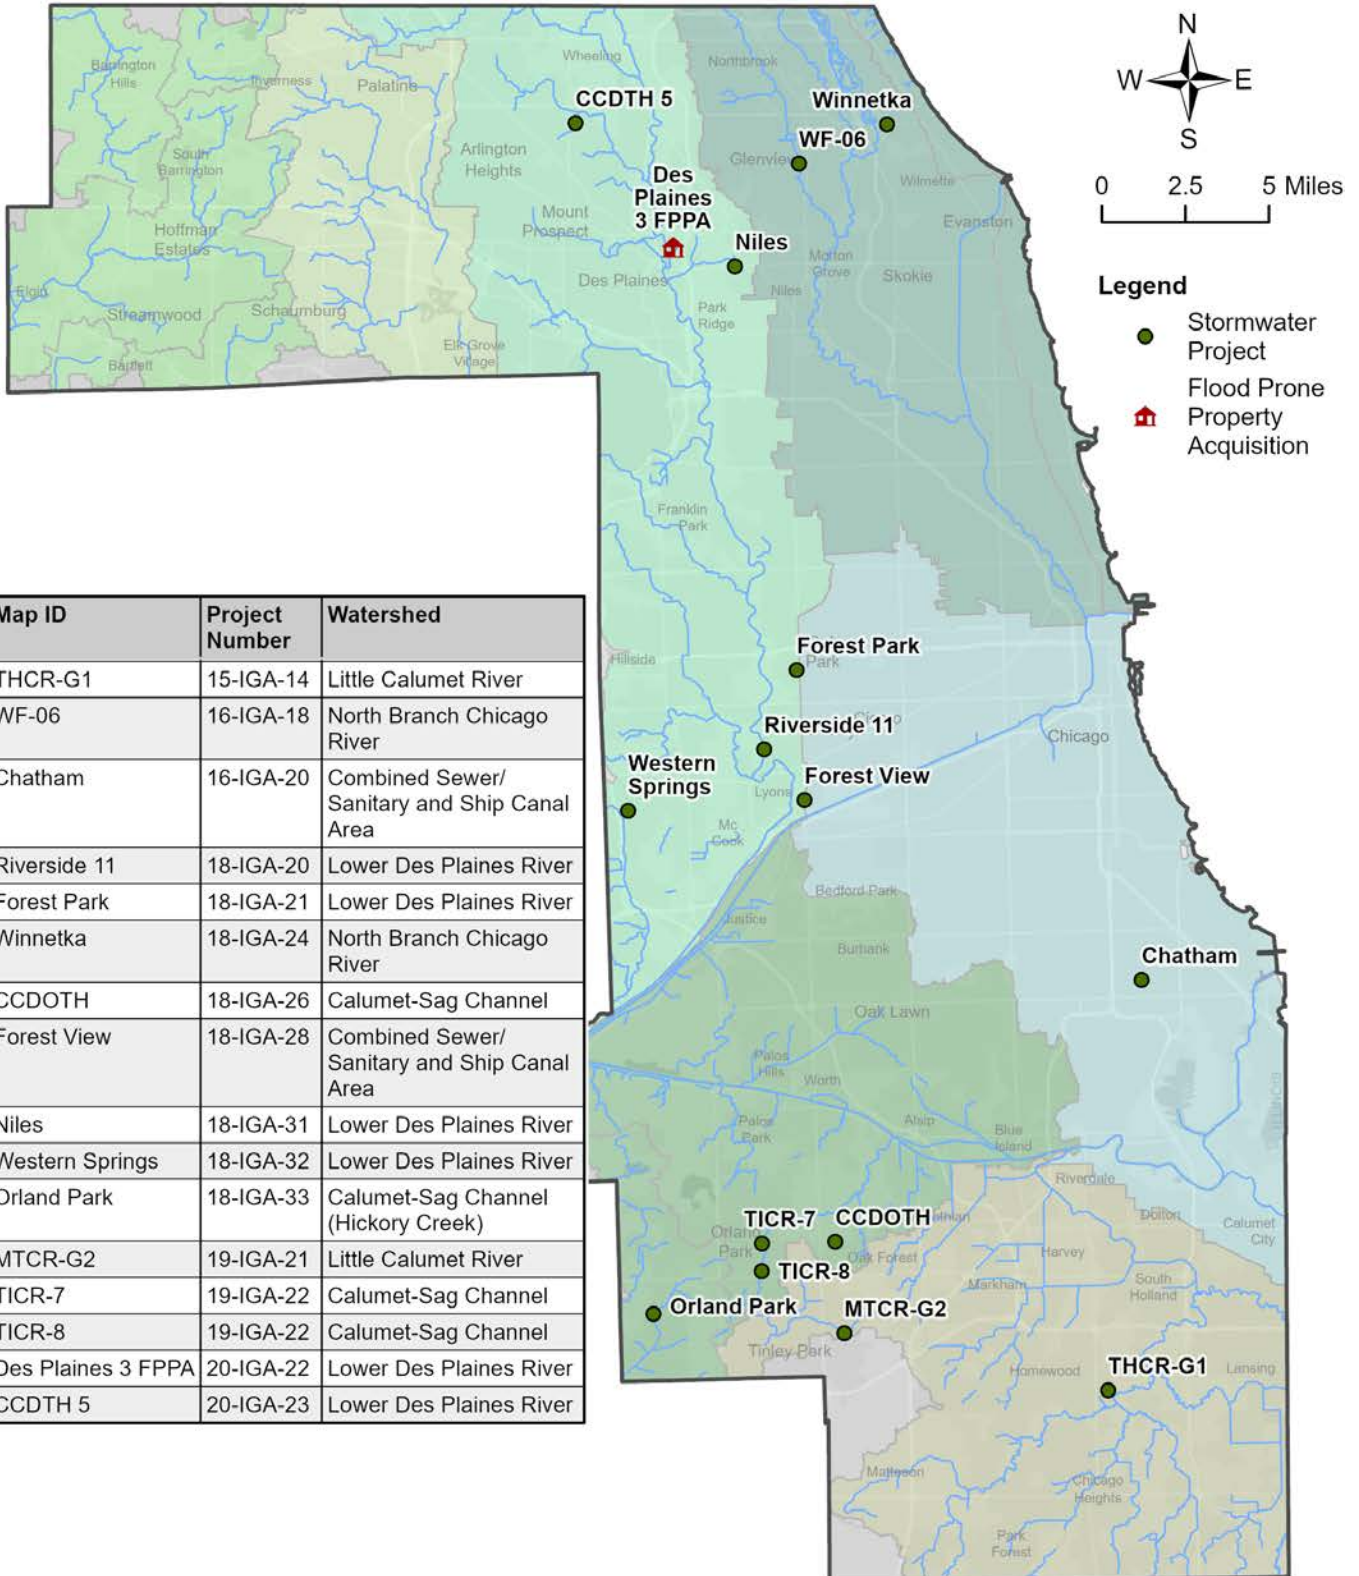 N
W E
S
0 2.5 5 Miles
Legend
Stormwater
Project
Flood Prone
Property
Acquisition
Barrington
Hills
Inverness
Palatine
Wheeling
Northbrook
CCDTH 5
Winnetka
WF-06
South
Barrington
Arlington
Heights
Glenview
Wilmette
Des
Plaines
3 FPPA
Hoffman
Estates
Mount
Prospect
Niles
Evanston
Morton
Grove
Skokie
Des Plaines
Niles
Elgin
Streamwood
Schaumburg
Park
Ridge
Bartlett
Elk Grove
Village
Franklin
Park
Hillside
Forest Park
Park
Riverside 11
Chicago
Western
Springs
Forest View
Lyons
Mc
Cook
Bedford Park
Justice
Burbank
Chatham
Oak Lawn
Palos
Hills
Worth
Palos
Park
Alsip
Blue
Island
Riverdale
TICR-7
CCDOTH
Dolton
Calumet
City
Orland
Park
Oak Forest
Harvey
TICR-8
Markham
South
Holland
Orland Park
MTCR-G2
Tinley Park
Homewood
THCR-G1
Lansing
Matteson
Chicago
Heights
Park
Forest
Map ID Project Number Watershed
THCR-G1 15-IGA-14 Little Calumet River
WF-06 16-IGA-18 North Branch Chicago
River
Chatham 16-IGA-20 Combined Sewer/
Sanitary and Ship Canal
Area
Riverside 11 18-IGA-20 Lower Des Plaines River
Forest Park 18-IGA-21 Lower Des Plaines River
Winnetka 18-IGA-24 North Branch Chicago
River
CCDOTH 18-IGA-26 Calumet-Sag Channel
Forest View 18-IGA-28 Combined Sewer/
Sanitary and Ship Canal
Area
Niles 18-IGA-31 Lower Des Plaines River
Western Springs 18-IGA-32 Lower Des Plaines River
Orland Park 18-IGA-33 Calumet-Sag Channel
(Hickory Creek)
MTCR-G2 19-IGA-21 Little Calumet River
TICR-7 19-IGA-22 Calumet-Sag Channel
TICR-8 19-IGA-22 Calumet-Sag Channel
Des Plaines 3 FPPA 20-IGA-22 Lower Des Plaines River
CCDTH 5 20-IGA-23 Lower Des Plaines River